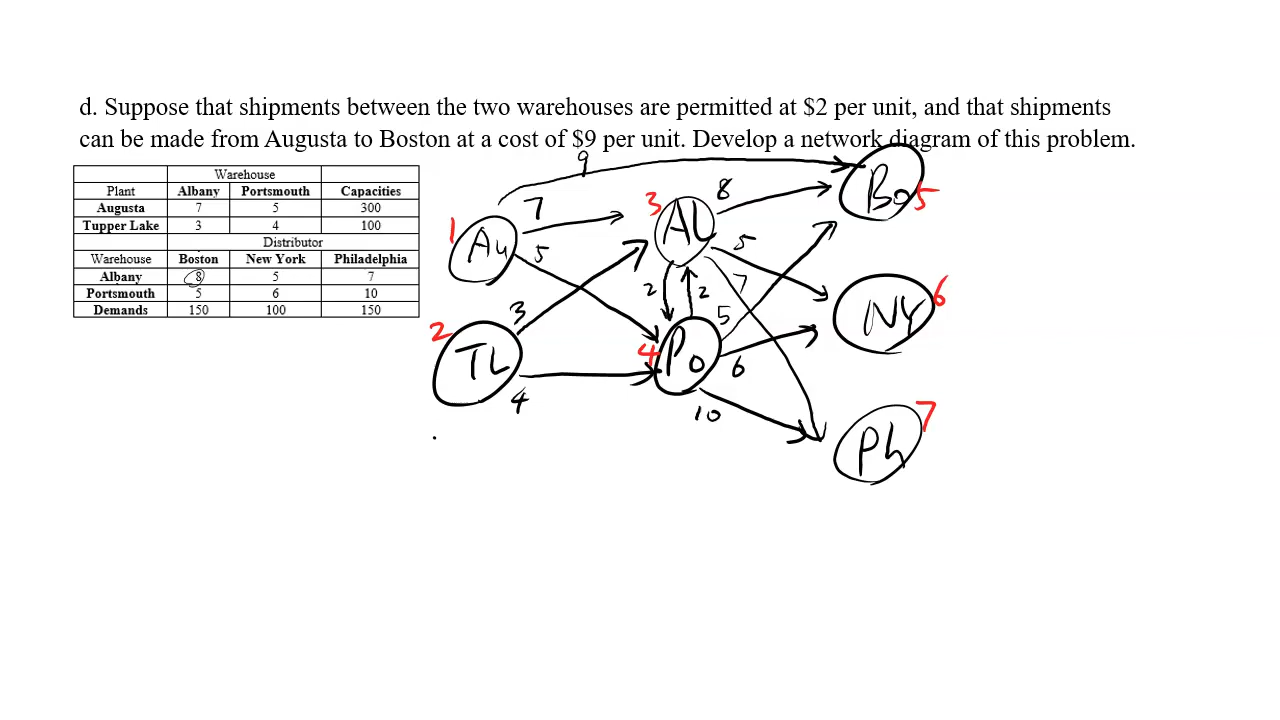 d. Suppose that shipments between the two warehouses are permitted at $2 per unit, and that shipments
can be made from Augusta to Boston at a cost of $9 per unit. Develop a network diagram of this problem.
Warehouse
Plant Albany Portsmouth Capacities
Augusta 7 5 300
Tupper Lake 3 4 100
Distributor
Warehouse Boston New York Philadelphia
Albany 8 5 7
Portsmouth 5 6 10
Demands 150 100 150
9
Bo 5
7
3 AL 8
1 Au 5
5
7
2 2
NY 6
3
5
2 TL
4 Po
6
4
10
Ph 7